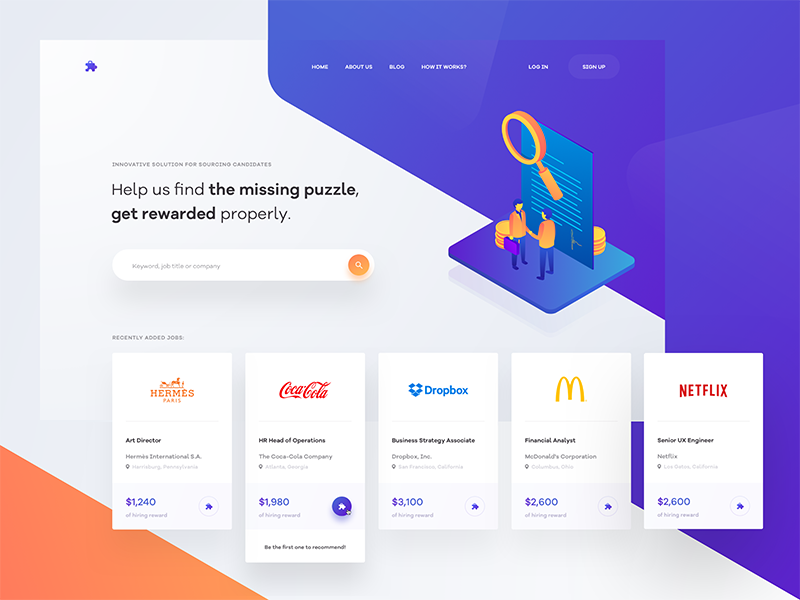 HOME ABOUT US BLOG HOW IT WORKS? LOG IN SIGN UP
INNOVATIVE SOLUTION FOR SOURCING CANDIDATES
Help us find the missing puzzle,
get rewarded properly.
Keyword, job title or company
RECENTLY ADDED JOBS:
HERMÈS
PARIS
Art Director
Hermés International S.A.
Harrisburg, Pennsylvania
$1,240
of hiring reward
Coca-Cola
HR Head of Operations
The Coca-Cola Company
Atlanta, Georgia
$1,980
of hiring reward
Be the first one to recommend!
Dropbox
Business Strategy Associate
Dropbox, Inc.
San Francisco, California
$3,100
of hiring reward
Financial Analyst
McDonald's Corporation
Columbus, Ohio
$2,600
of hiring reward
NETFLIX
Senior UX Engineer
Netflix
Los Gatos, California
$2,600
of hiring reward